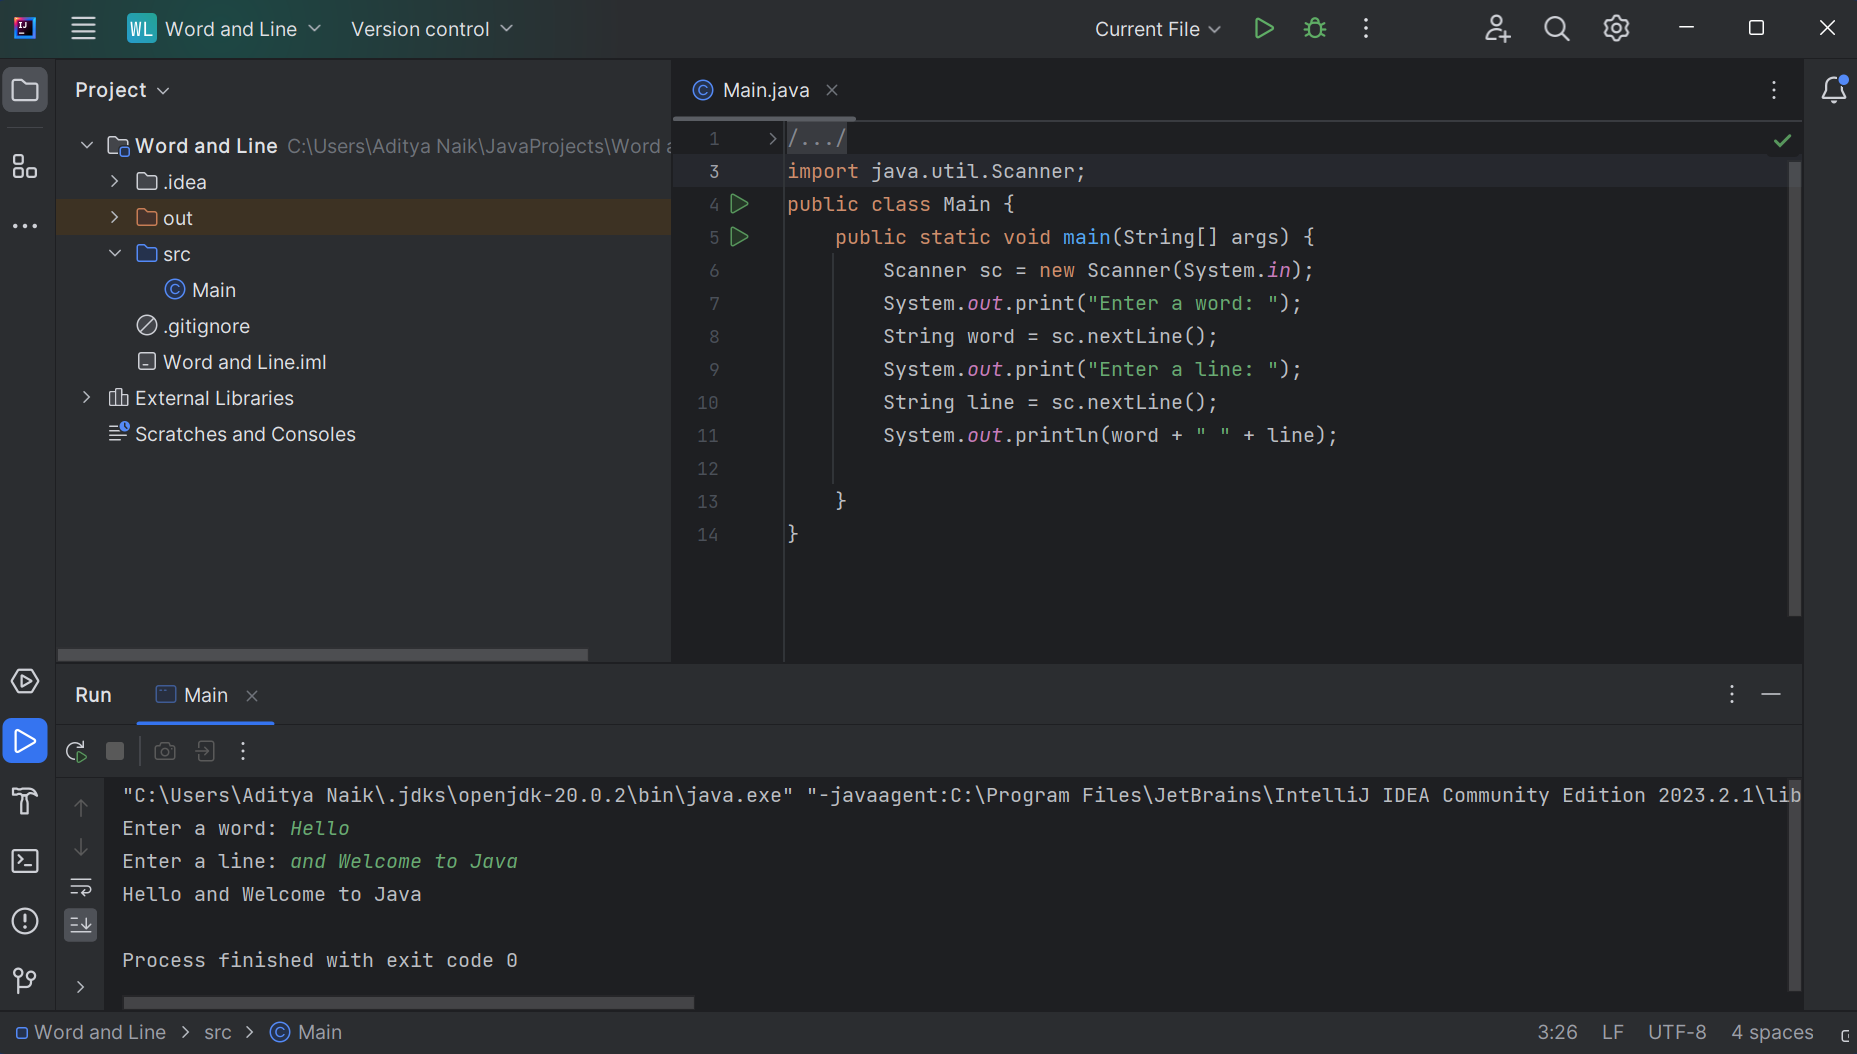 WL Word and Line Version control Current File
Project
Main.java
Word and Line C:\Users\Aditya Naik\JavaProjects\Word
.idea
out
src
Main
.gitignore
Word and Line.iml
External Libraries
Scratches and Consoles
1 /.../
3 import java.util.Scanner;
4 public class Main {
5 public static void main(String[] args) {
6 Scanner sc = new Scanner(System.in);
7 System.out.print("Enter a word: ");
8 String word = sc.nextLine();
9 System.out.print("Enter a line: ");
10 String line = sc.nextLine();
11 System.out.println(word + " " + line);
12
13 }
14 }
Run Main
"C:\Users\Aditya Naik\.jdks\openjdk-20.0.2\bin\java.exe" "-javaagent:C:\Program Files\JetBrains\IntelliJ IDEA Community Edition 2023.2.1\lib
Enter a word: Hello
Enter a line: and Welcome to Java
Hello and Welcome to Java
Process finished with exit code 0
Word and Line > src > Main 3:26 LF UTF-8 4 spaces